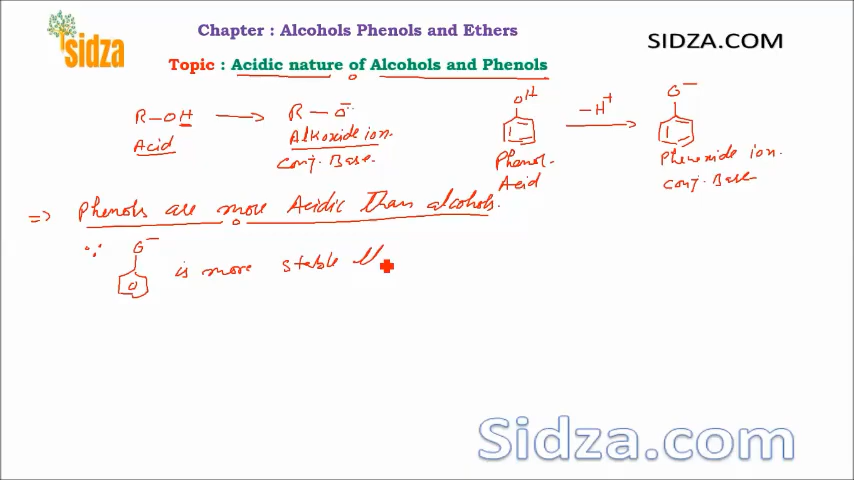 sidza
Chapter : Alcohols Phenols and Ethers
SIDZA.COM
Topic : Acidic nature of Alcohols and Phenols
R—OH → R—O⁻
Acid
Alkoxide ion.
Conj. Base.
OH −H⁺ → O⁻
Phenol.
Acid
Phenoxide ion.
Conj. Base
=> Phenols are more Acidic Than alcohols.
∵ O⁻ is more stable
Sidza.com